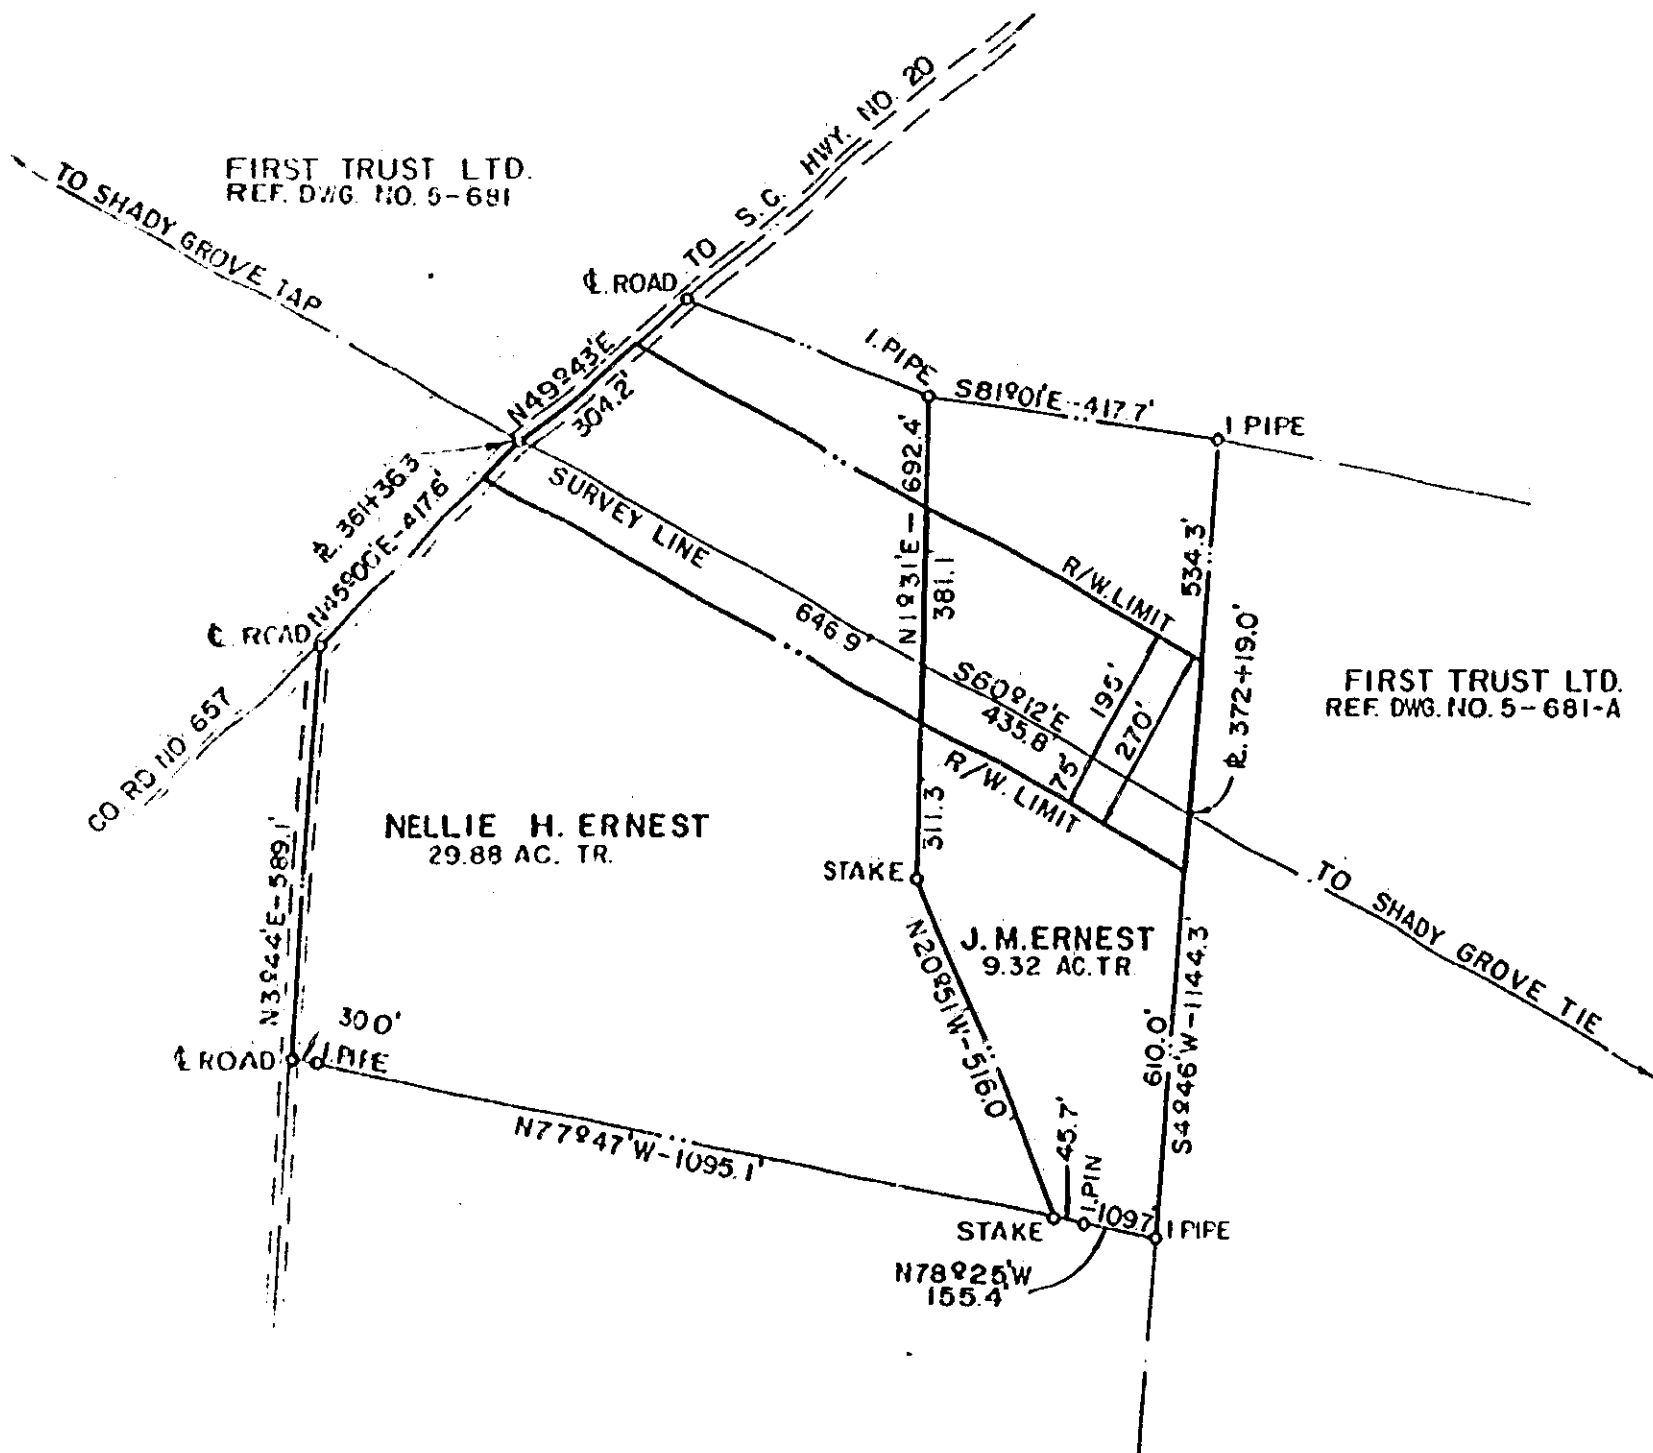 FIRST TRUST LTD.
REF. DWG. NO. 5-681
TO SHADY GROVE TAP
TO S.C. HWY. NO. 20
℄ ROAD
N49°43'E
304.2'
I. PIPE
S81°01'E-417.7'
I PIPE
℄. 361+36.3
N45°00'E-417.6'
SURVEY LINE
646.9'
N1°31'E-692.4'
381.1'
534.3'
R/W. LIMIT
℄ ROAD
S60°12'E
435.8'
195'
270'
75'
℄. 372+19.0'
FIRST TRUST LTD.
REF. DWG. NO. 5-681-A
CO RD NO 657
R/W. LIMIT
NELLIE H. ERNEST
29.88 AC. TR.
311.3'
STAKE
TO SHADY GROVE TIE
N3°44'E-589.1'
J. M. ERNEST
9.32 AC. TR.
N20°51'W-516.0'
610.0'
S4°46'W-1144.3'
30.0'
℄ ROAD
I. PIPE
N77°47'W-1095.1'
45.7'
I. PIN
109.7'
STAKE
I PIPE
N78°25'W
155.4'